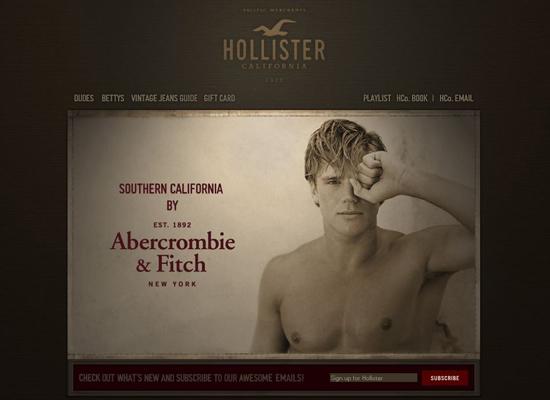 PACIFIC MERCHANTS
HOLLISTER
CALIFORNIA
1922
DUDES BETTYS VINTAGE JEANS GUIDE GIFT CARD PLAYLIST HCo. BOOK | HCo. EMAIL
SOUTHERN CALIFORNIA
BY
EST. 1892
Abercrombie
& Fitch
NEW YORK
CHECK OUT WHAT'S NEW AND SUBSCRIBE TO OUR AWESOME EMAILS! Sign up for Hollister SUBSCRIBE